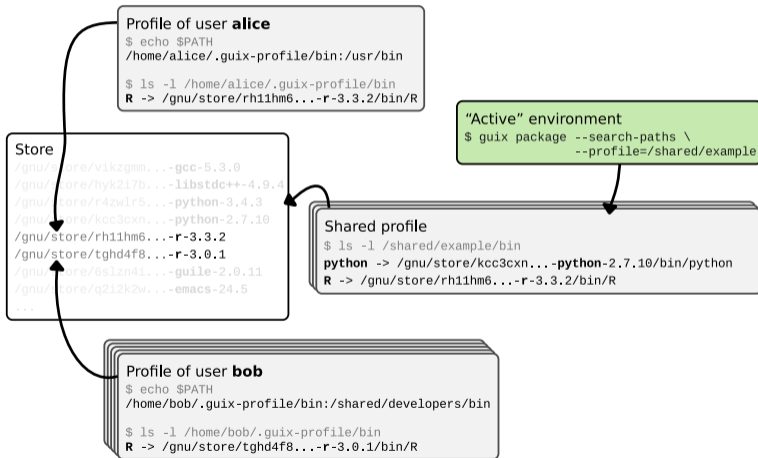 Profile of user alice
$ echo $PATH
/home/alice/.guix-profile/bin:/usr/bin
$ ls -l /home/alice/.guix-profile/bin
R -> /gnu/store/rh11hm6...-r-3.3.2/bin/R
“Active” environment
$ guix package --search-paths \
--profile=/shared/example
Store
/gnu/store/vikzgmm...-gcc-5.3.0
/gnu/store/hyk2i7b...-libstdc++-4.9.4
/gnu/store/r4zwlr5...-python-3.4.3
/gnu/store/kcc3cxn...-python-2.7.10
/gnu/store/rh11hm6...-r-3.3.2
/gnu/store/tghd4f8...-r-3.0.1
/gnu/store/6slzn4i...-guile-2.0.11
/gnu/store/q2i2k2w...-emacs-24.5
...
Shared profile
$ ls -l /shared/example/bin
python -> /gnu/store/kcc3cxn...-python-2.7.10/bin/python
R -> /gnu/store/rh11hm6...-r-3.3.2/bin/R
Profile of user bob
$ echo $PATH
/home/bob/.guix-profile/bin:/shared/developers/bin
$ ls -l /home/bob/.guix-profile/bin
R -> /gnu/store/tghd4f8...-r-3.0.1/bin/R